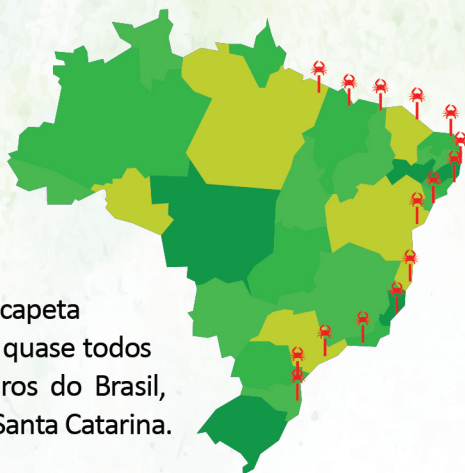 capeta
quase todos
ros do Brasil,
Santa Catarina.